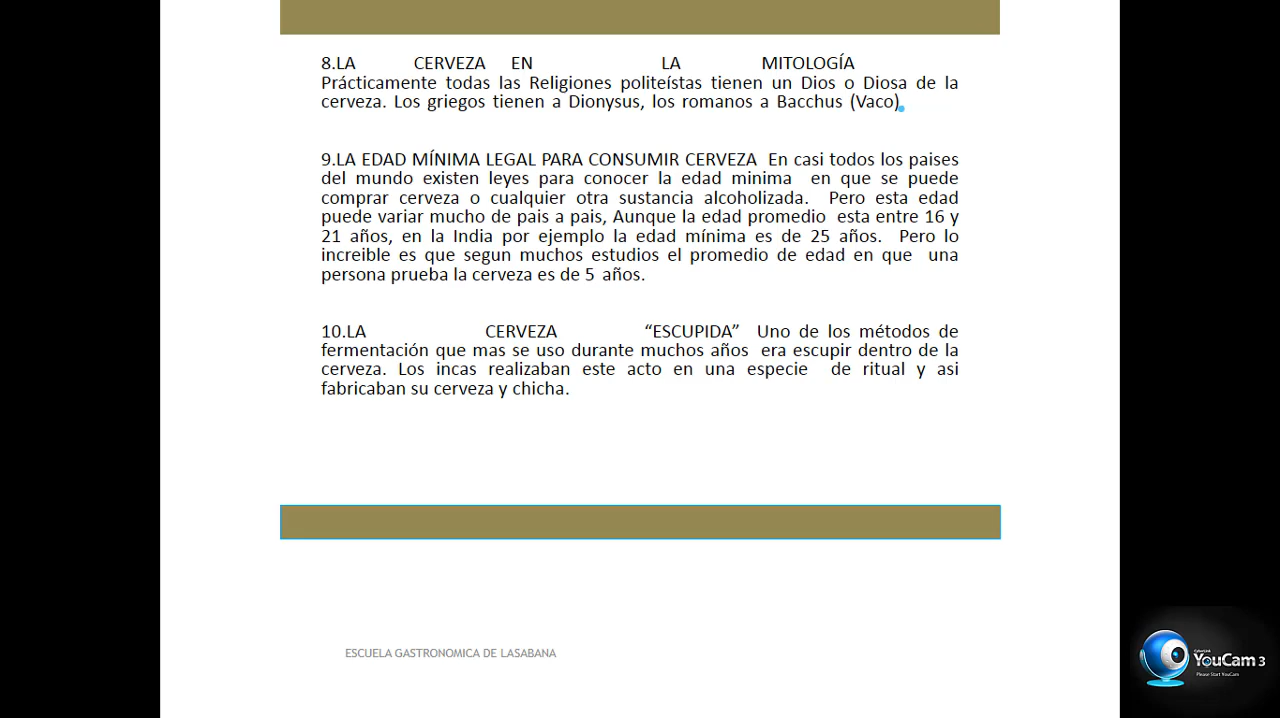 8.LA CERVEZA EN LA MITOLOGÍA
Prácticamente todas las Religiones politeístas tienen un Dios o Diosa de la
cerveza. Los griegos tienen a Dionysus, los romanos a Bacchus (Vaco).
9.LA EDAD MÍNIMA LEGAL PARA CONSUMIR CERVEZA En casi todos los paises
del mundo existen leyes para conocer la edad minima en que se puede
comprar cerveza o cualquier otra sustancia alcoholizada. Pero esta edad
puede variar mucho de pais a pais, Aunque la edad promedio esta entre 16 y
21 años, en la India por ejemplo la edad mínima es de 25 años. Pero lo
increible es que segun muchos estudios el promedio de edad en que una
persona prueba la cerveza es de 5 años.
10.LA CERVEZA “ESCUPIDA” Uno de los métodos de
fermentación que mas se uso durante muchos años era escupir dentro de la
cerveza. Los incas realizaban este acto en una especie de ritual y asi
fabricaban su cerveza y chicha.
ESCUELA GASTRONOMICA DE LASABANA
CyberLink
YouCam 3
Please Start YouCam